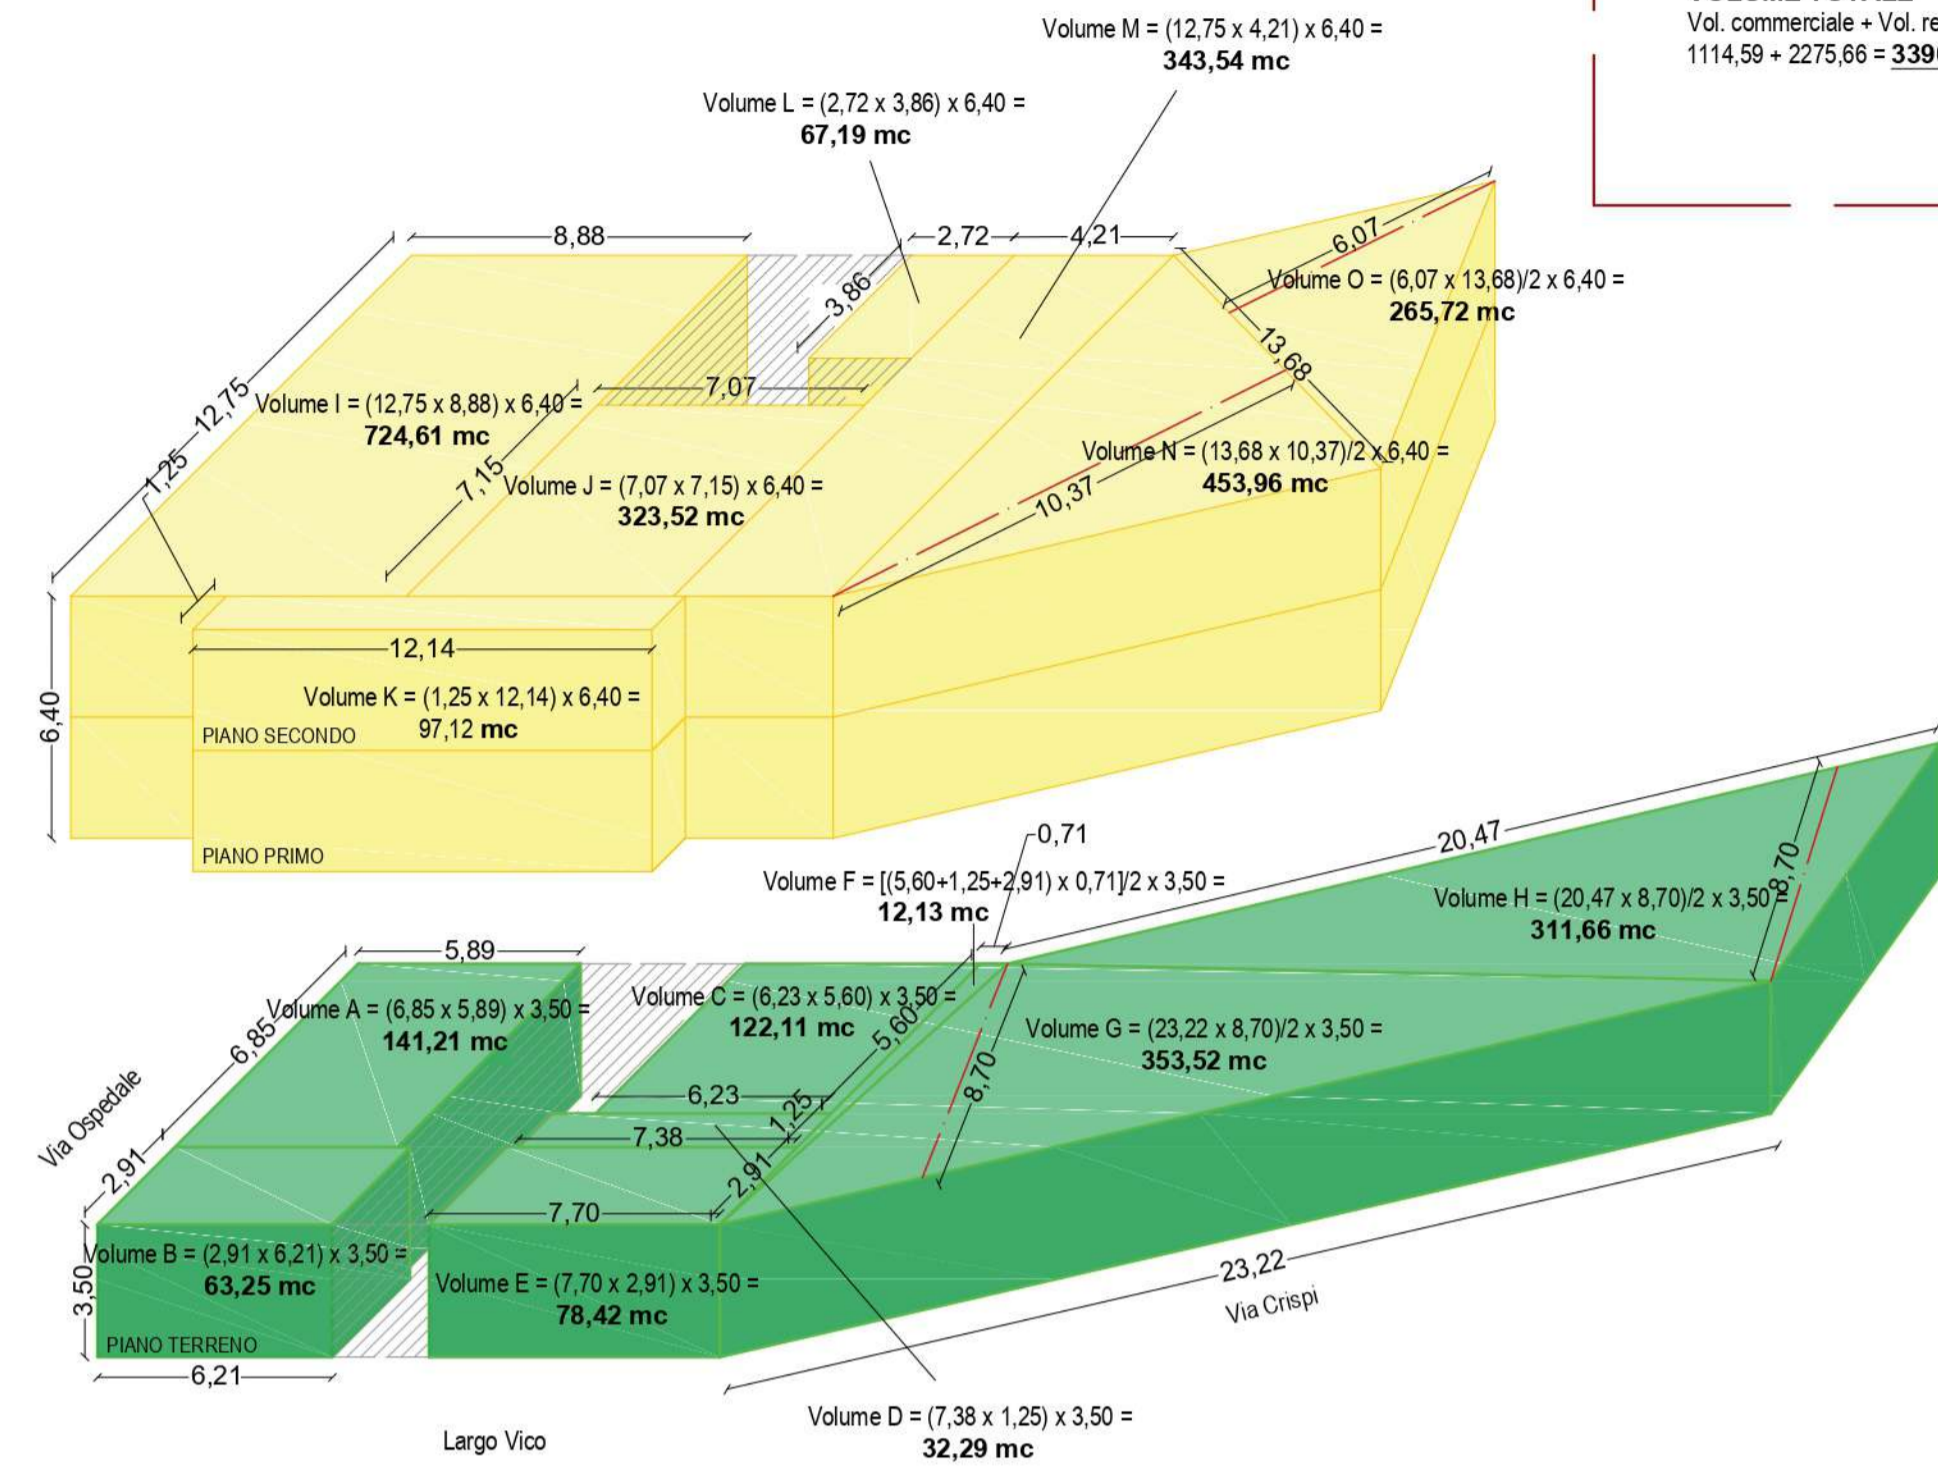 Vol. commerciale + Vol. re
1114,59 + 2275,66 = 339
Volume M = (12,75 x 4,21) x 6,40 =
343,54 mc
Volume L = (2,72 x 3,86) x 6,40 =
67,19 mc
8,88
2,72
4,21
6,07
3,86
Volume O = (6,07 x 13,68)/2 x 6,40 =
265,72 mc
13,68
12,75
7,07
Volume I = (12,75 x 8,88) x 6,40 =
724,61 mc
1,25
7,15
Volume J = (7,07 x 7,15) x 6,40 =
323,52 mc
Volume N = (13,68 x 10,37)/2 x 6,40 =
453,96 mc
10,37
12,14
6,40
Volume K = (1,25 x 12,14) x 6,40 =
97,12 mc
PIANO SECONDO
PIANO PRIMO
0,71
20,47
Volume F = [(5,60+1,25+2,91) x 0,71]/2 x 3,50 =
12,13 mc
8,70
Volume H = (20,47 x 8,70)/2 x 3,50 =
311,66 mc
5,89
Volume A = (6,85 x 5,89) x 3,50 =
141,21 mc
Volume C = (6,23 x 5,60) x 3,50 =
122,11 mc
5,60
6,85
Volume G = (23,22 x 8,70)/2 x 3,50 =
353,52 mc
8,70
6,23
1,25
7,38
Via Ospedale
2,91
2,91
7,70
Volume B = (2,91 x 6,21) x 3,50 =
63,25 mc
3,50
Volume E = (7,70 x 2,91) x 3,50 =
78,42 mc
23,22
Via Crispi
PIANO TERRENO
6,21
Volume D = (7,38 x 1,25) x 3,50 =
32,29 mc
Largo Vico